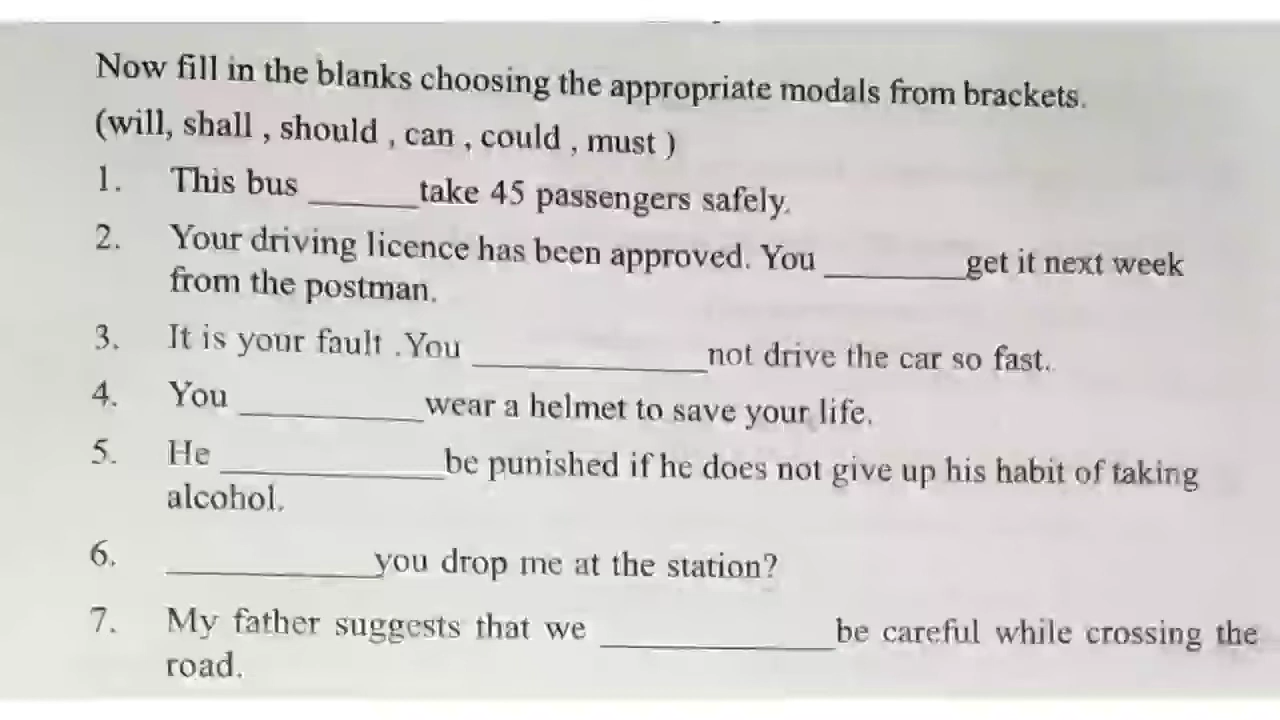 Now fill in the blanks choosing the appropriate modals from brackets.
(will, shall , should , can , could , must )
1. This bus ______take 45 passengers safely.
2. Your driving licence has been approved. You ________get it next week
from the postman.
3. It is your fault .You _____________not drive the car so fast.
4. You __________wear a helmet to save your life.
5. He ____________be punished if he does not give up his habit of taking
alcohol.
6. ____________you drop me at the station?
7. My father suggests that we _____________be careful while crossing the
road.